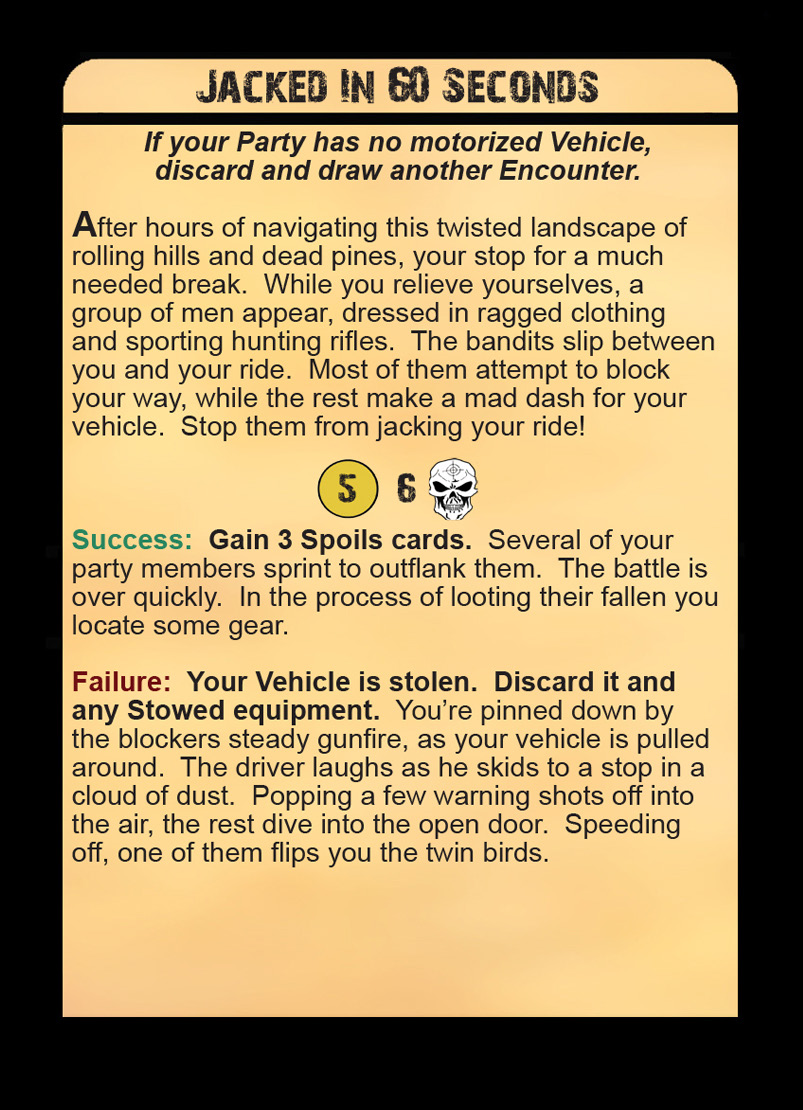 Jacked In 60 Seconds
If your Party has no motorized Vehicle,
discard and draw another Encounter.
After hours of navigating this twisted landscape of
rolling hills and dead pines, your stop for a much
needed break.  While you relieve yourselves, a
group of men appear, dressed in ragged clothing
and sporting hunting rifles.  The bandits slip between
you and your ride.  Most of them attempt to block
your way, while the rest make a mad dash for your
vehicle.  Stop them from jacking your ride!
5 6
Success:  Gain 3 Spoils cards.  Several of your
party members sprint to outflank them.  The battle is
over quickly.  In the process of looting their fallen you
locate some gear.
Failure:  Your Vehicle is stolen.  Discard it and
any Stowed equipment.  You’re pinned down by
the blockers steady gunfire, as your vehicle is pulled
around.  The driver laughs as he skids to a stop in a
cloud of dust.  Popping a few warning shots off into
the air, the rest dive into the open door.  Speeding
off, one of them flips you the twin birds.